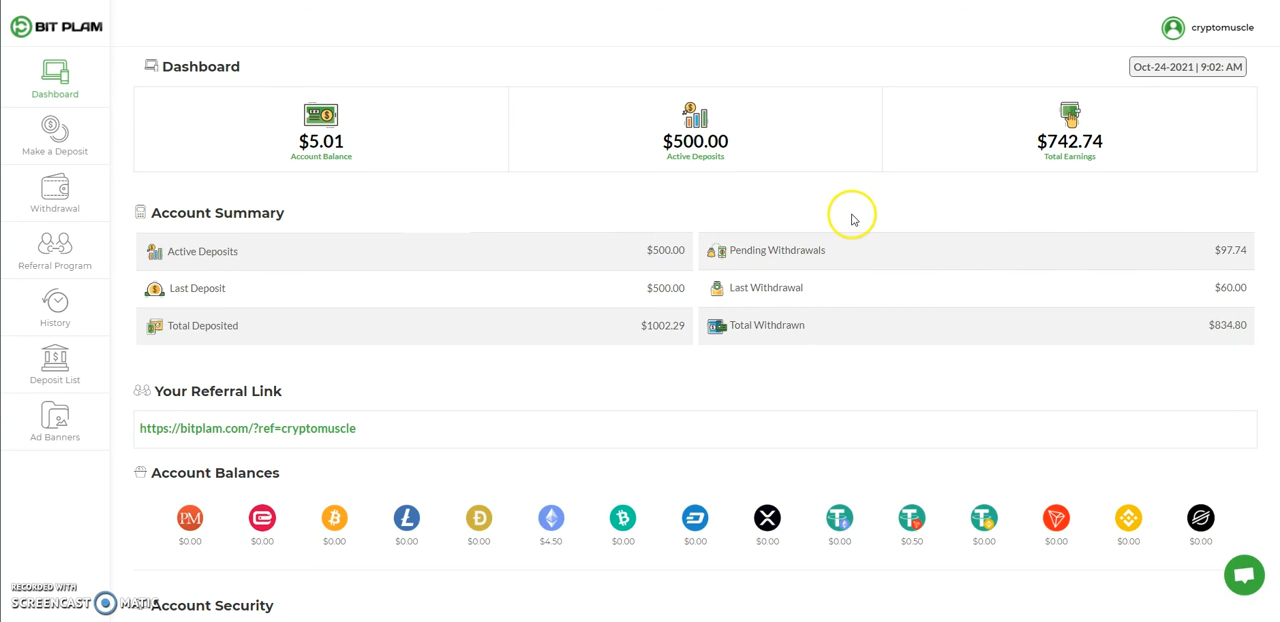 BIT PLAM
cryptomuscle
Dashboard
Make a Deposit
Withdrawal
Referral Program
History
Deposit List
Ad Banners
Dashboard
Oct-24-2021 | 9:02: AM
$5.01
Account Balance
$500.00
Active Deposits
$742.74
Total Earnings
Account Summary
Active Deposits $500.00
Last Deposit $500.00
Total Deposited $1002.29
Pending Withdrawals $97.74
Last Withdrawal $60.00
Total Withdrawn $834.80
Your Referral Link
https://bitplam.com/?ref=cryptomuscle
Account Balances
PM
$0.00 $0.00 $0.00 $0.00 $0.00 $4.50 $0.00 $0.00 $0.00 $0.00 $0.50 $0.00 $0.00 $0.00 $0.00
Account Security
RECORDED WITH
SCREENCAST MATIC